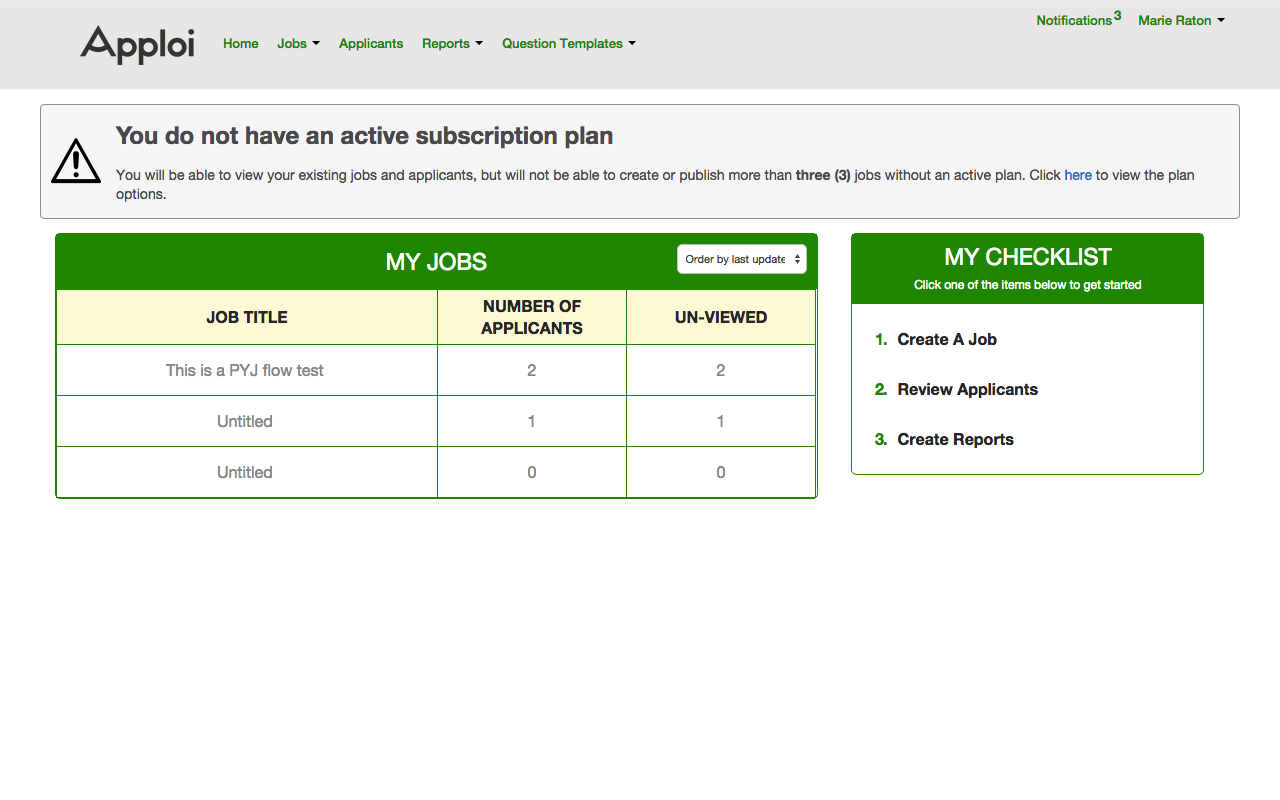 Notifications 3 Marie Raton
Apploi Home Jobs Applicants Reports Question Templates
You do not have an active subscription plan
You will be able to view your existing jobs and applicants, but will not be able to create or publish more than three (3) jobs without an active plan. Click here to view the plan
options.
MY JOBS
Order by last update
JOB TITLE
NUMBER OF
APPLICANTS
UN-VIEWED
This is a PYJ flow test 2 2
Untitled 1 1
Untitled 0 0
MY CHECKLIST
Click one of the items below to get started
1. Create A Job
2. Review Applicants
3. Create Reports